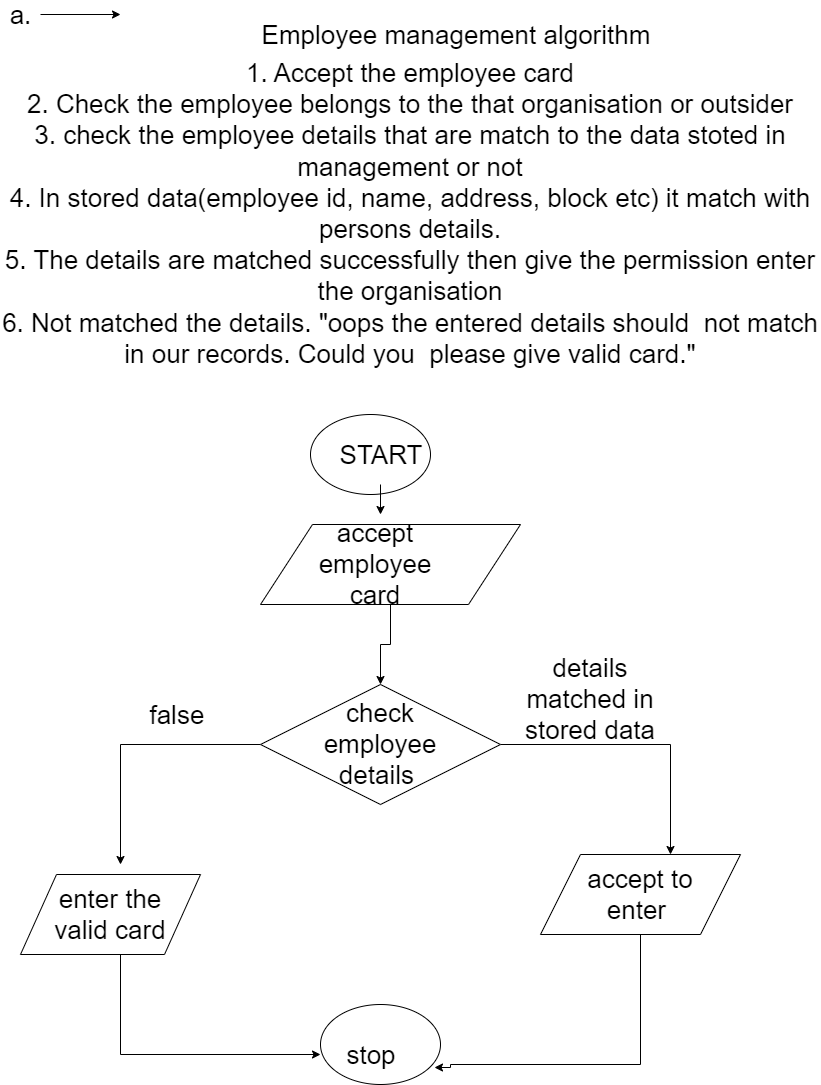 a.
Employee management algorithm
1. Accept the employee card
2. Check the employee belongs to the that organisation or outsider
3. check the employee details that are match to the data stoted in
management or not
4. In stored data(employee id, name, address, block etc) it match with
persons details.
5. The details are matched successfully then give the permission enter
the organisation
6. Not matched the details. "oops the entered details should  not match
in our records. Could you  please give valid card."
START
accept
employee
card
details
matched in
stored data
false
check
employee
details
accept to
enter
enter the
valid card
stop